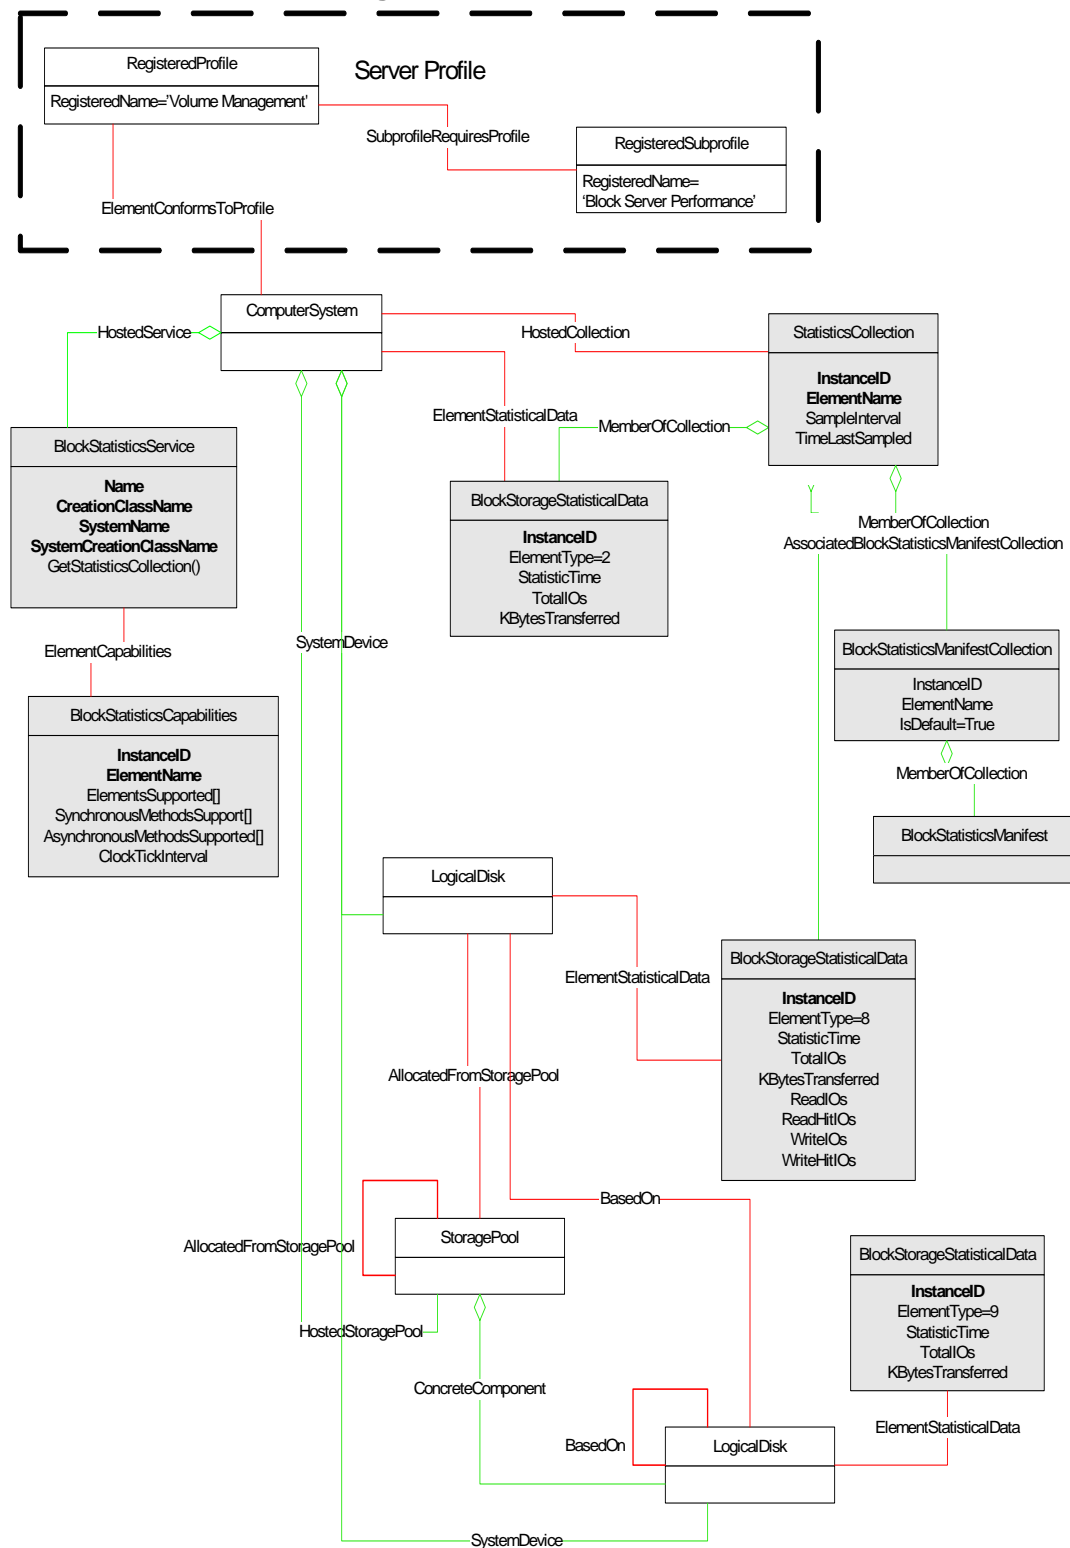 RegisteredProfile
RegisteredName='Volume Management'
Server Profile
SubprofileRequiresProfile
RegisteredSubprofile
RegisteredName=
'Block Server Performance'
ElementConformsToProfile
ComputerSystem
HostedService
HostedCollection
StatisticsCollection
InstanceID
ElementName
SampleInterval
TimeLastSampled
ElementStatisticalData
MemberOfCollection
BlockStatisticsService
Name
CreationClassName
SystemName
SystemCreationClassName
GetStatisticsCollection()
BlockStorageStatisticalData
InstanceID
ElementType=2
StatisticTime
TotalIOs
KBytesTransferred
MemberOfCollection
AssociatedBlockStatisticsManifestCollection
ElementCapabilities
SystemDevice
BlockStatisticsManifestCollection
InstanceID
ElementName
IsDefault=True
BlockStatisticsCapabilities
InstanceID
ElementName
ElementsSupported[]
SynchronousMethodsSupport[]
AsynchronousMethodsSupported[]
ClockTickInterval
MemberOfCollection
BlockStatisticsManifest
LogicalDisk
ElementStatisticalData
BlockStorageStatisticalData
InstanceID
ElementType=8
StatisticTime
TotalIOs
KBytesTransferred
ReadIOs
ReadHitIOs
WriteIOs
WriteHitIOs
AllocatedFromStoragePool
BasedOn
StoragePool
AllocatedFromStoragePool
BlockStorageStatisticalData
InstanceID
ElementType=9
StatisticTime
TotalIOs
KBytesTransferred
HostedStoragePool
ConcreteComponent
ElementStatisticalData
BasedOn
LogicalDisk
SystemDevice